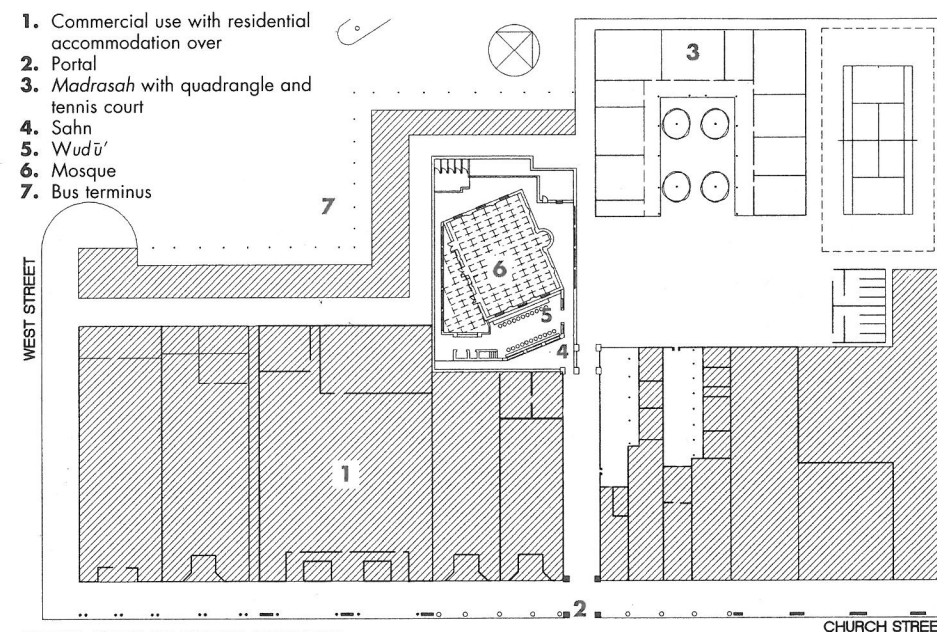 1. Commercial use with residential
accommodation over
2. Portal
3. Madrasah with quadrangle and
tennis court
4. Sahn
5. Wudū'
6. Mosque
7. Bus terminus
3
7
6
5
4
1
2
WEST STREET
CHURCH STREE